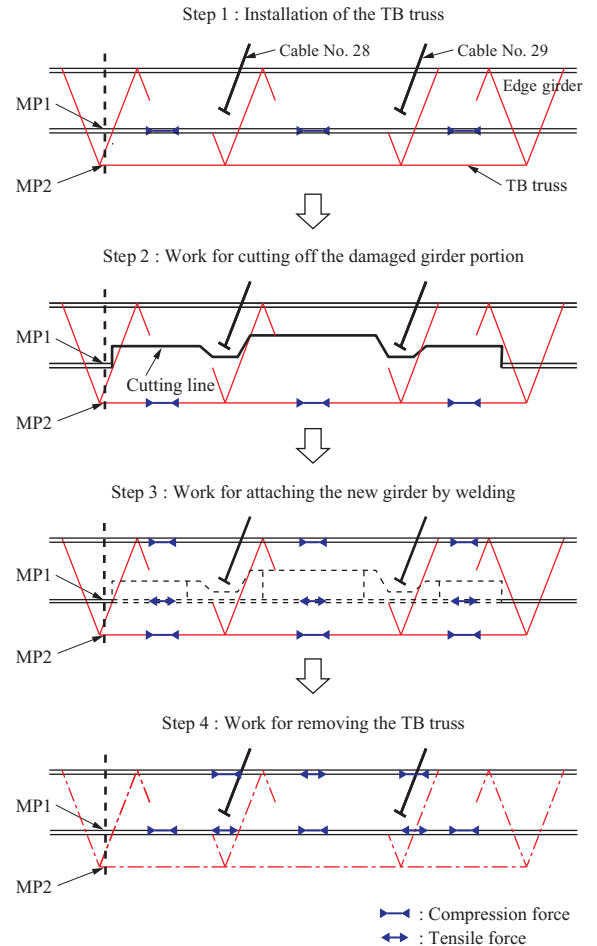 Step 1 : Installation of the TB truss
Cable No. 28
Cable No. 29
Edge girder
MP1
MP2
TB truss
Step 2 : Work for cutting off the damaged girder portion
MP1
Cutting line
MP2
Step 3 : Work for attaching the new girder by welding
MP1
MP2
Step 4 : Work for removing the TB truss
MP1
MP2
: Compression force
: Tensile force